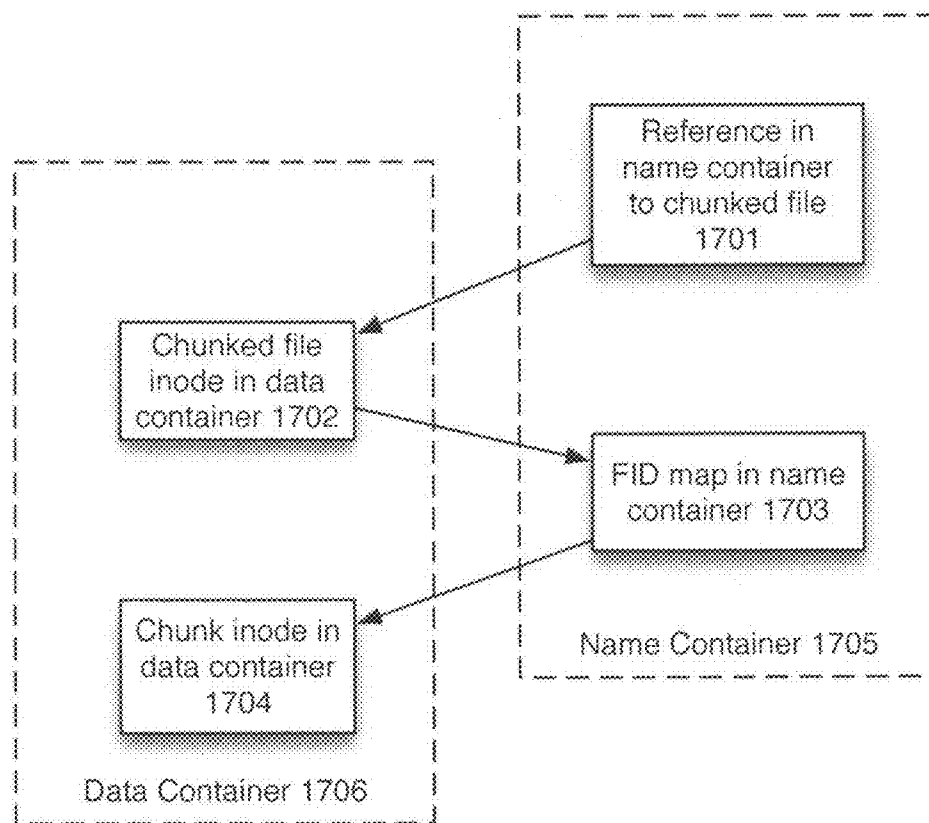 Reference in
name container
to chunked file
1701
Chunked file
inode in data
container 1702
FID map in name
container 1703
Chunk inode in
data container
1704
Name Container 1705
Data Container 1706